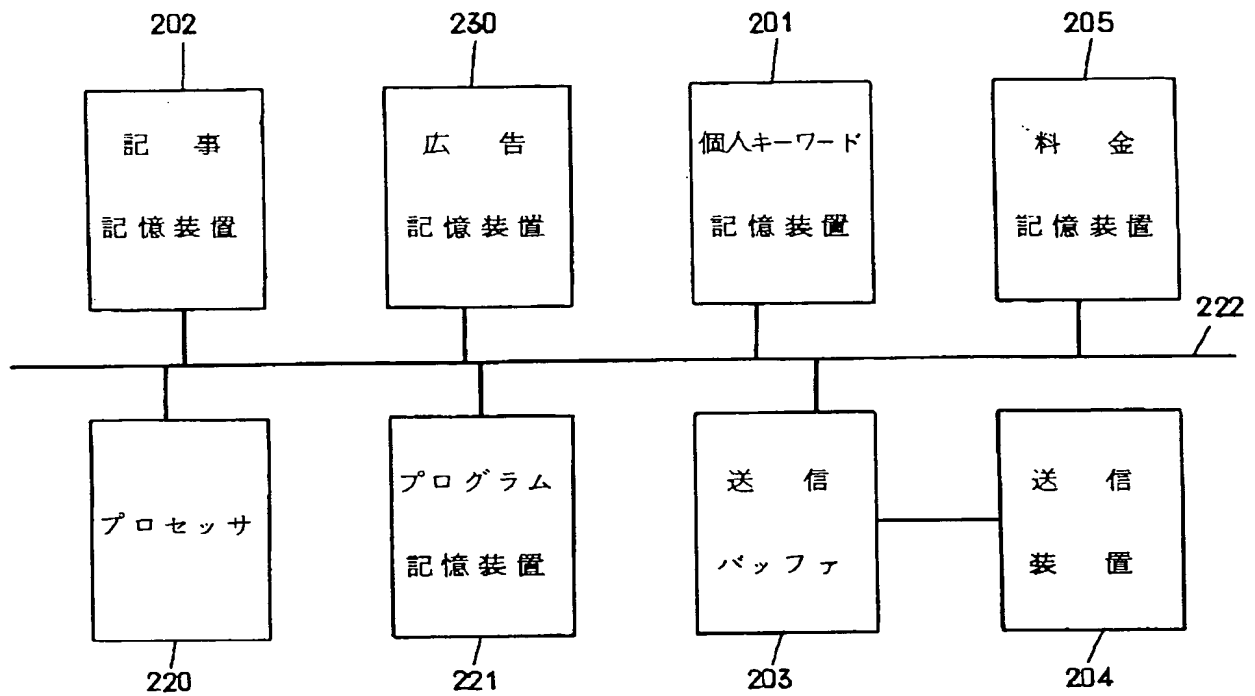 202
230
201
205
記事
記憶装置
広告
記憶装置
個人キーワード
記憶装置
料金
記憶装置
222
プロセッサ
プログラム
記憶装置
送信
バッファ
送信
装置
220
221
203
204